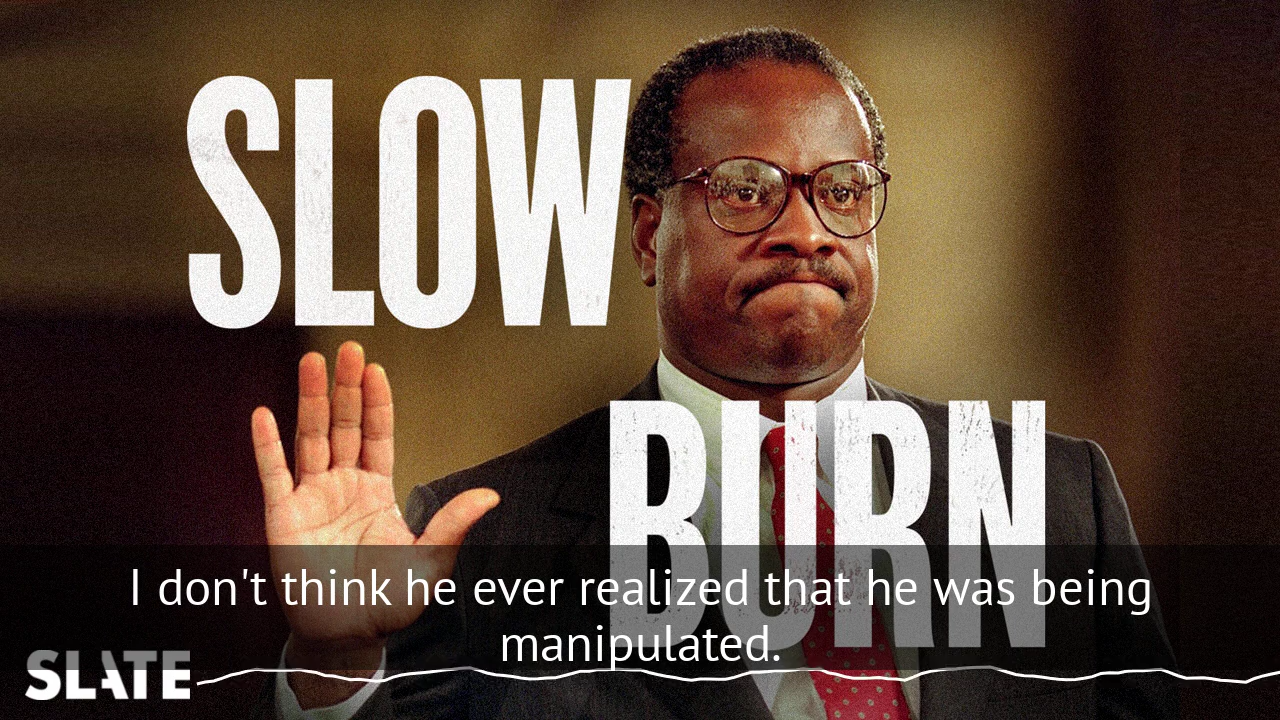 SLOW
BURN
I don't think he ever realized that he was being
manipulated.
SLATE